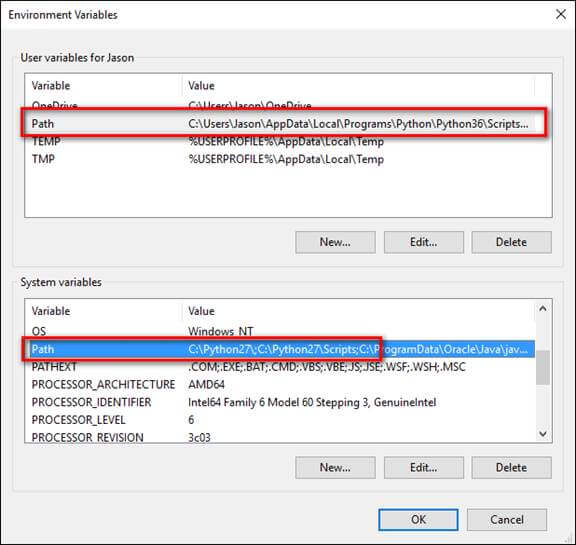 Environment Variables
User variables for Jason
Variable Value
OneDrive C:\Users\Jason\OneDrive
Path C:\Users\Jason\AppData\Local\Programs\Python\Python36\Scripts...
TEMP %USERPROFILE%\AppData\Local\Temp
TMP %USERPROFILE%\AppData\Local\Temp
New... Edit... Delete
System variables
Variable Value
OS Windows_NT
Path C:\Python27\;C:\Python27\Scripts;C:\ProgramData\Oracle\Java\jav...
PATHEXT .COM;.EXE;.BAT;.CMD;.VBS;.VBE;.JS;.JSE;.WSF;.WSH;.MSC
PROCESSOR_ARCHITECTURE AMD64
PROCESSOR_IDENTIFIER Intel64 Family 6 Model 60 Stepping 3, GenuineIntel
PROCESSOR_LEVEL 6
PROCESSOR_REVISION 3c03
New... Edit... Delete
OK Cancel